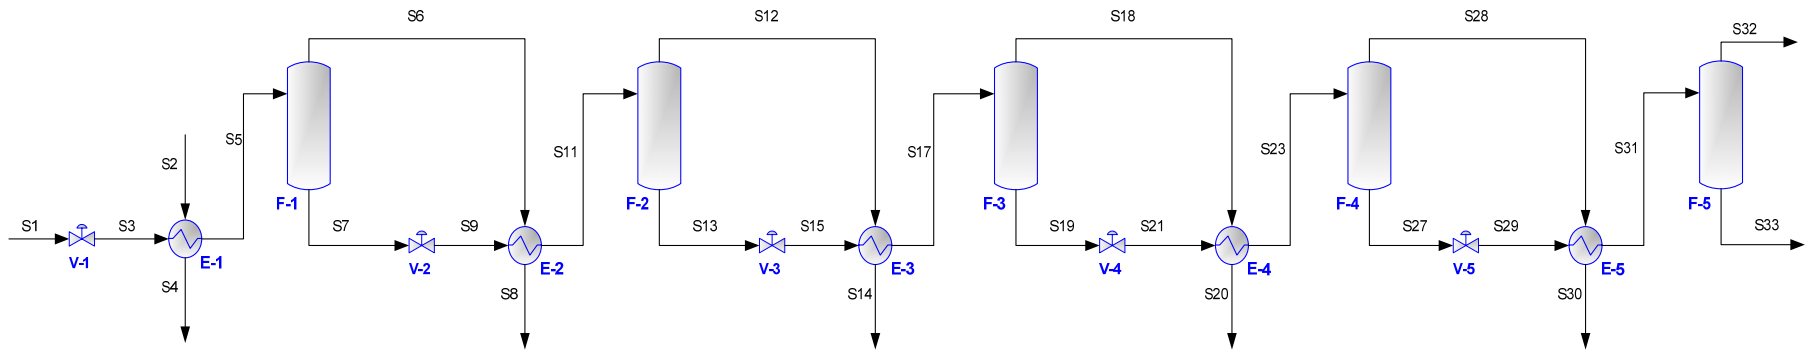 S6
S12
S18
S28
S32
S5
S2
S11
S17
S23
S31
F-1
F-2
F-3
F-4
F-5
S1
S3
S7
S9
S13
S15
S19
S21
S27
S29
S33
V-1
E-1
V-2
E-2
V-3
E-3
V-4
E-4
V-5
E-5
S4
S8
S14
S20
S30